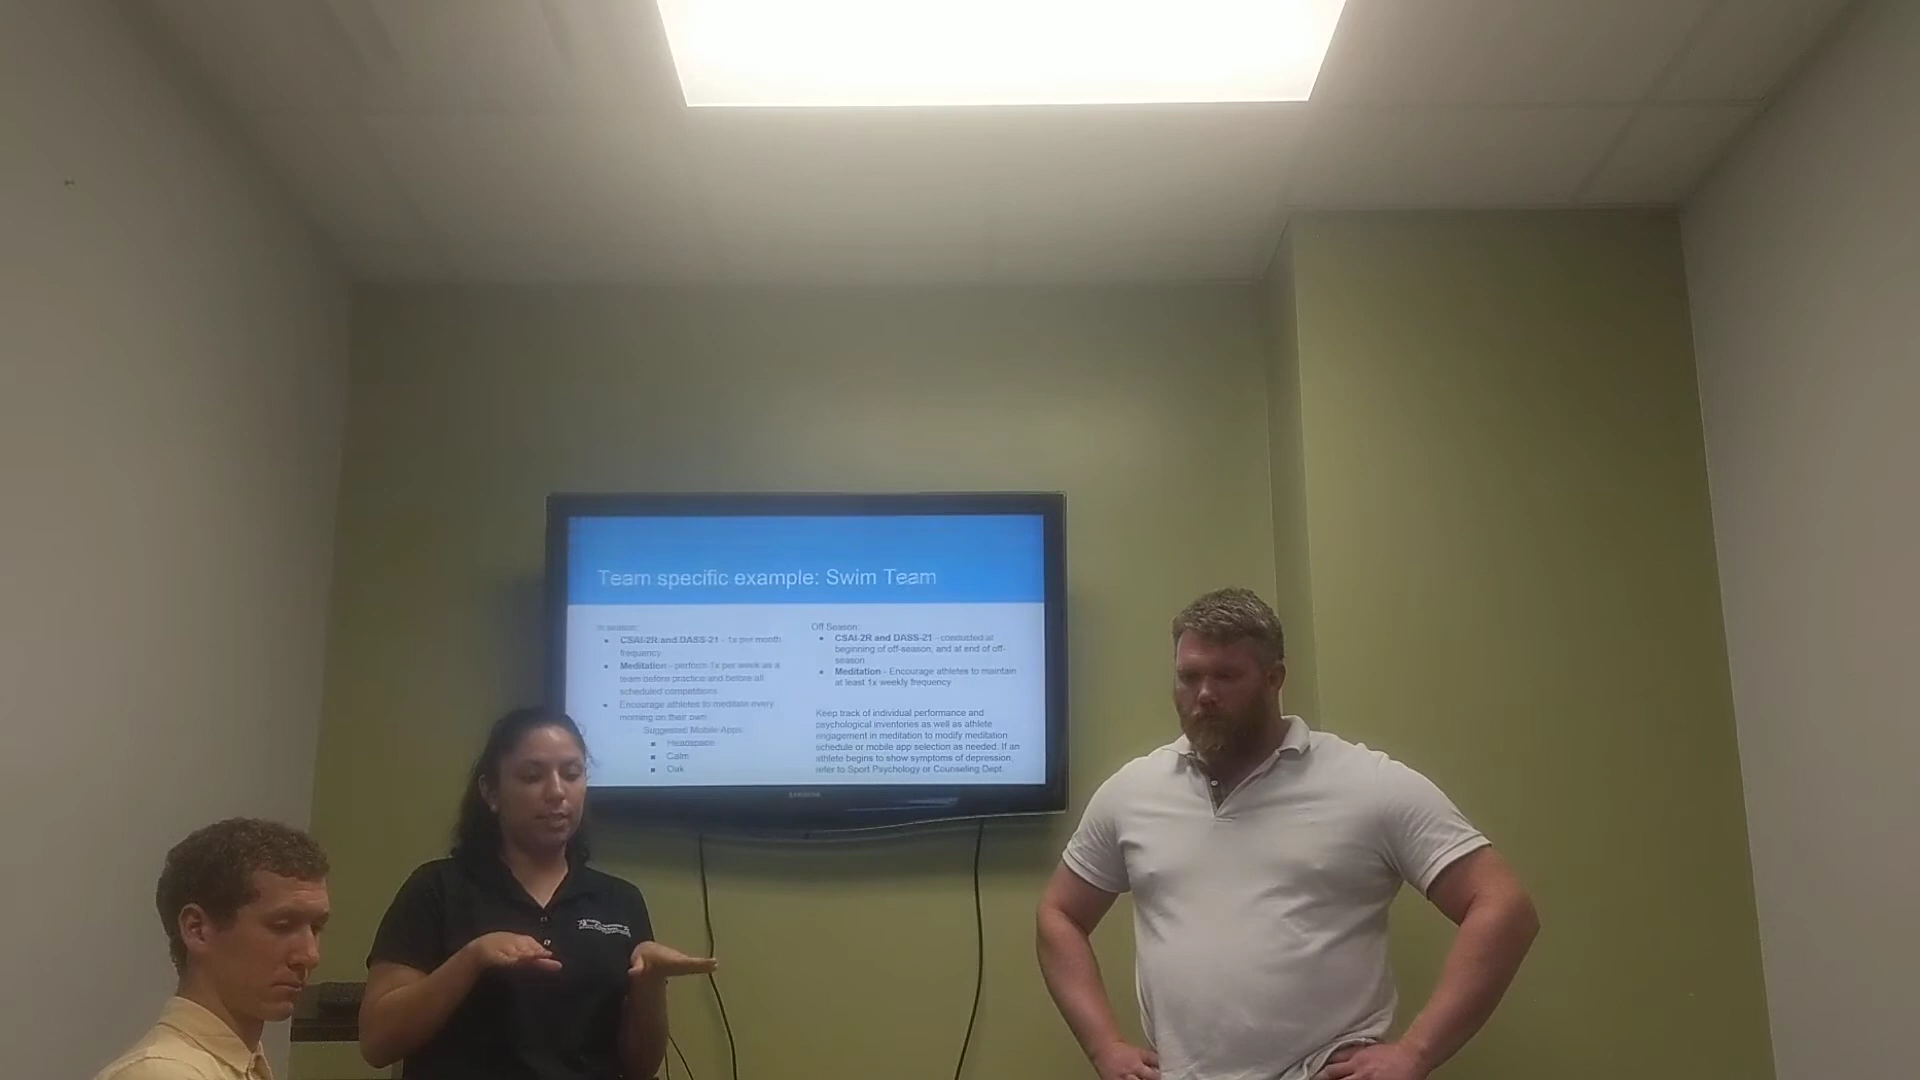 Team specific example: Swim Team
In season:
CSAI-2R and DASS-21 - 1x per month
frequency
Meditation - perform 1x per week as a
team before practice and before all
scheduled competitions
Encourage athletes to meditate every
morning on their own
Suggested Mobile Apps:
Headspace
Calm
Oak
Off Season:
CSAI-2R and DASS-21 - conducted at
beginning of off-season, and at end of off-
season
Meditation - Encourage athletes to maintain
at least 1x weekly frequency
Keep track of individual performance and
psychological inventories as well as athlete
engagement in meditation to modify meditation
schedule or mobile app selection as needed. If an
athlete begins to show symptoms of depression,
refer to Sport Psychology or Counseling Dept.
SAMSUNG